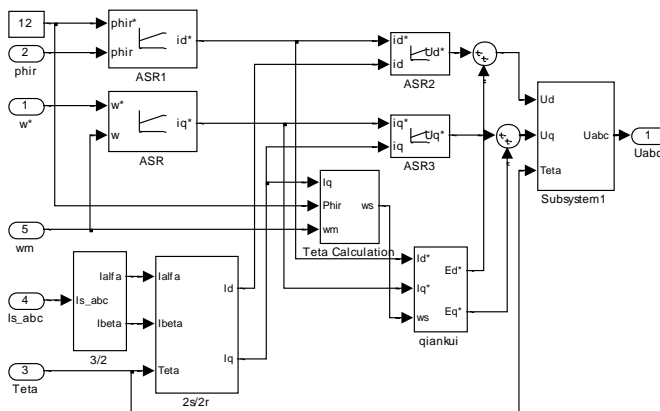 12
phir*
phir
id*
ASR1
2
phir
1
w*
w*
w
iq*
ASR
id*
id
Ud*
ASR2
iq*
iq
Uq*
ASR3
Ud
Uq
Teta
Uabc
Subsystem1
1
Uabc
Iq
Phir
wm
ws
Teta Calculation
5
wm
Id*
Iq*
ws
Ed*
Eq*
qiankui
4
Is_abc
Is_abc
Ialfa
Ibeta
3/2
Ialfa
Ibeta
Teta
Id
Iq
2s/2r
3
Teta